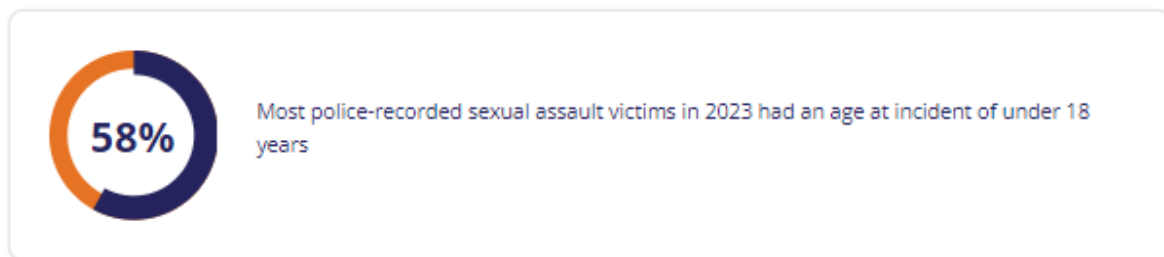 58%
Most police-recorded sexual assault victims in 2023 had an age at incident of under 18
years